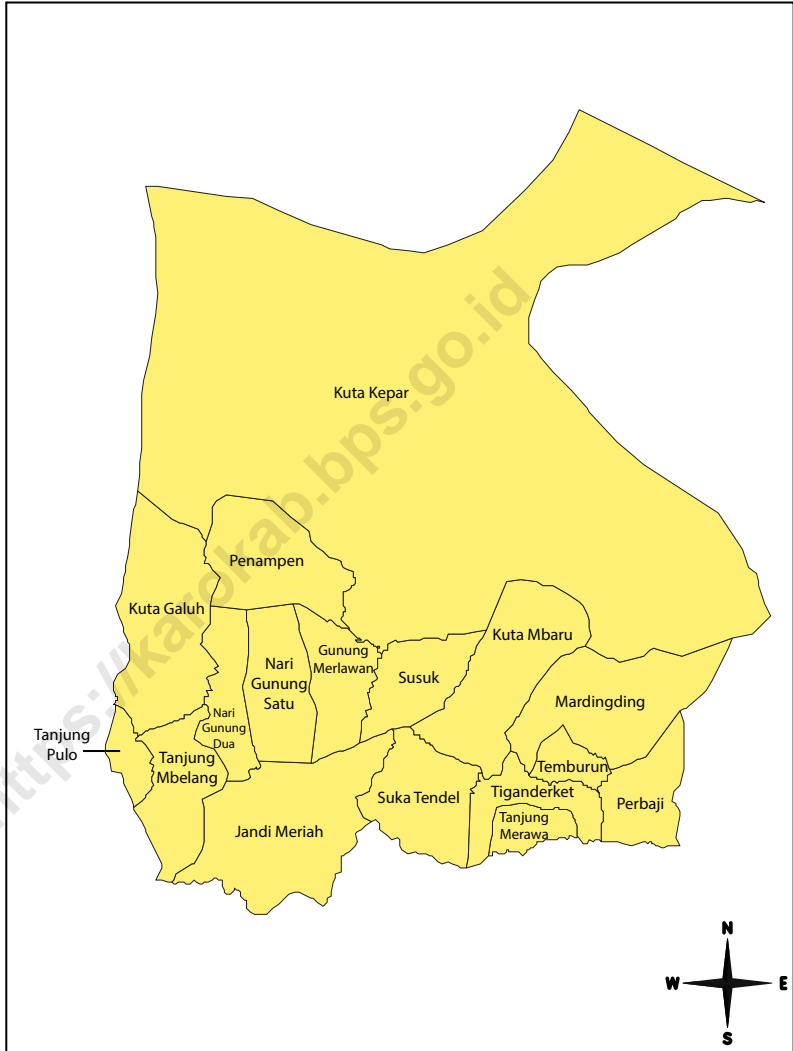 Kuta Kepar
Penampen
Kuta Galuh
Kuta Mbaru
Gunung
Merlawan
Nari
Gunung
Satu
Susuk
Mardingding
Nari
Gunung
Dua
Tanjung
Pulo
Tanjung
Mbelang
Temburun
Suka Tendel
Tiganderket
Perbaji
Tanjung
Merawa
Jandi Meriah
https://karokab.bps.go.id
N
W
E
S